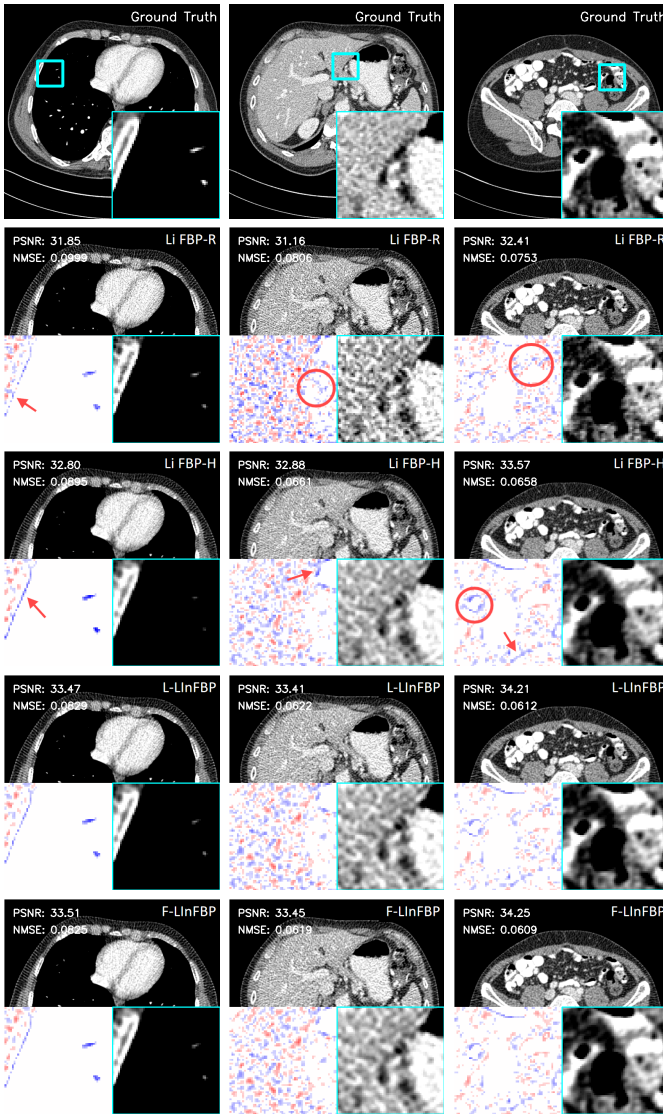 Ground Truth
Ground Truth
Ground Truth
PSNR: 31.85
Li FBP-R
NMSE: 0.0999
PSNR: 31.16
Li FBP-R
NMSE: 0.0806
PSNR: 32.41
Li FBP-R
NMSE: 0.0753
PSNR: 32.80
Li FBP-H
NMSE: 0.0895
PSNR: 32.88
Li FBP-H
NMSE: 0.0661
PSNR: 33.57
Li FBP-H
NMSE: 0.0658
PSNR: 33.47
L-LInFBP
NMSE: 0.0829
PSNR: 33.41
L-LInFBP
NMSE: 0.0622
PSNR: 34.21
L-LInFBP
NMSE: 0.0612
PSNR: 33.51
F-LInFBP
NMSE: 0.0825
PSNR: 33.45
F-LInFBP
NMSE: 0.0619
PSNR: 34.25
F-LInFBP
NMSE: 0.0609